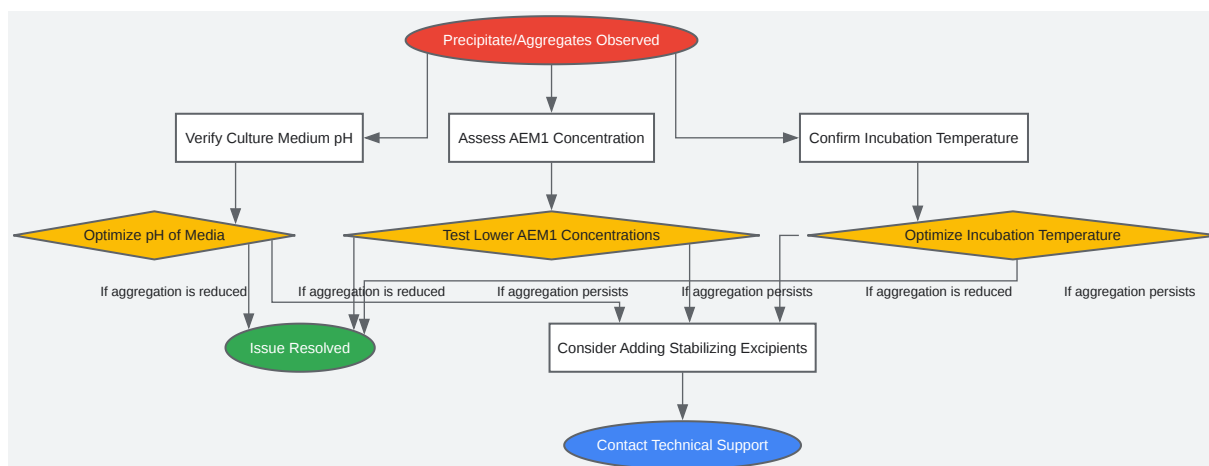 Precipitate/Aggregates Observed
Verify Culture Medium pH
Assess AEM1 Concentration
Confirm Incubation Temperature
Optimize pH of Media
Test Lower AEM1 Concentrations
Optimize Incubation Temperature
If aggregation is reduced
If aggregation is reduced
If aggregation persists
If aggregation persists
If aggregation is reduced
If aggregation persists
Issue Resolved
Consider Adding Stabilizing Excipients
Contact Technical Support